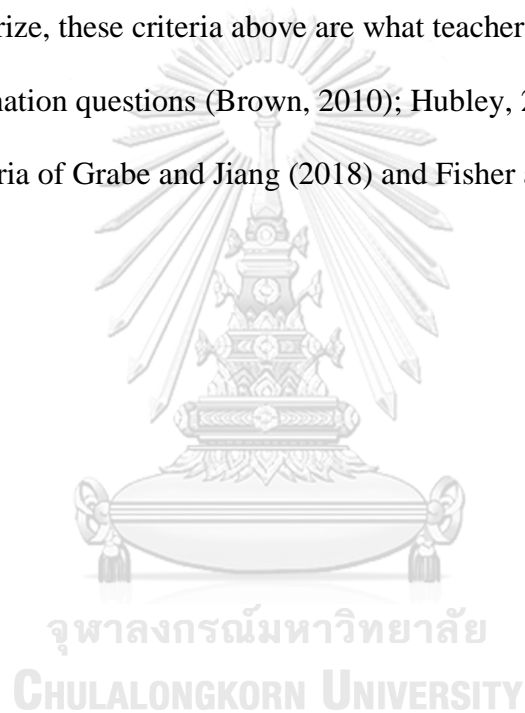 rize, these criteria above are what teacher
nation questions (Brown, 2010); Hubley, 2
ria of Grabe and Jiang (2018) and Fisher a
จุฬาลงกรณ์มหาวิทยาลัย
CHULALONGKORN UNIVERSITY